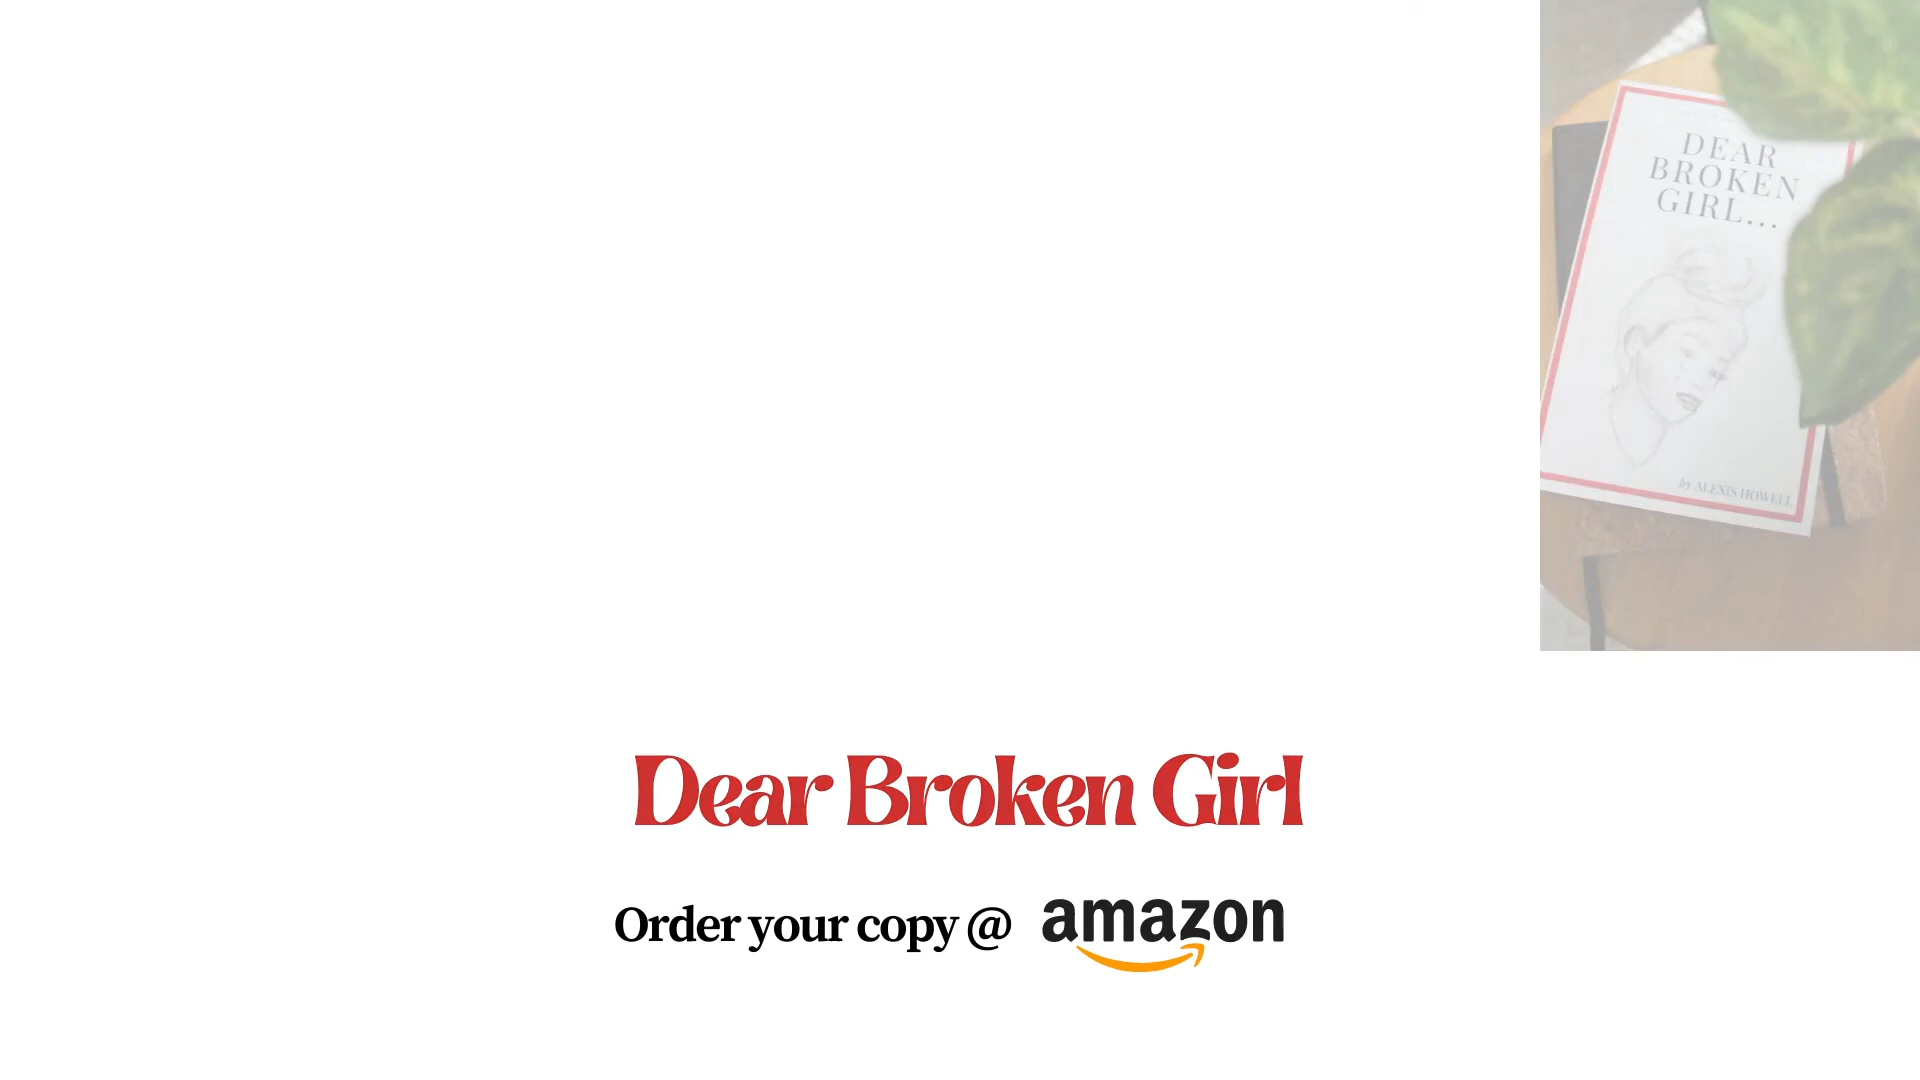 DEAR
BROKEN
GIRL...
by ALEXIS HOWELL
Dear Broken Girl
Order your copy @ amazon